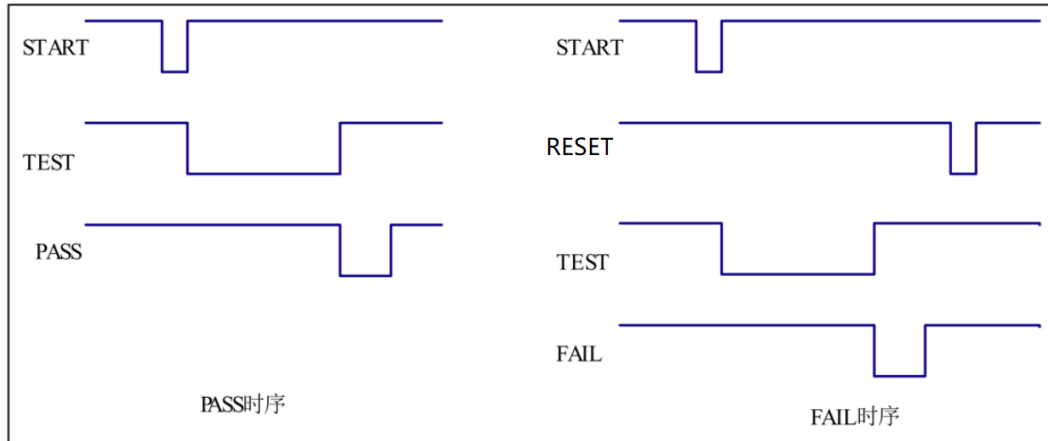 START
TEST
PASS
PASS时序
START
RESET
TEST
FAIL
FAIL时序